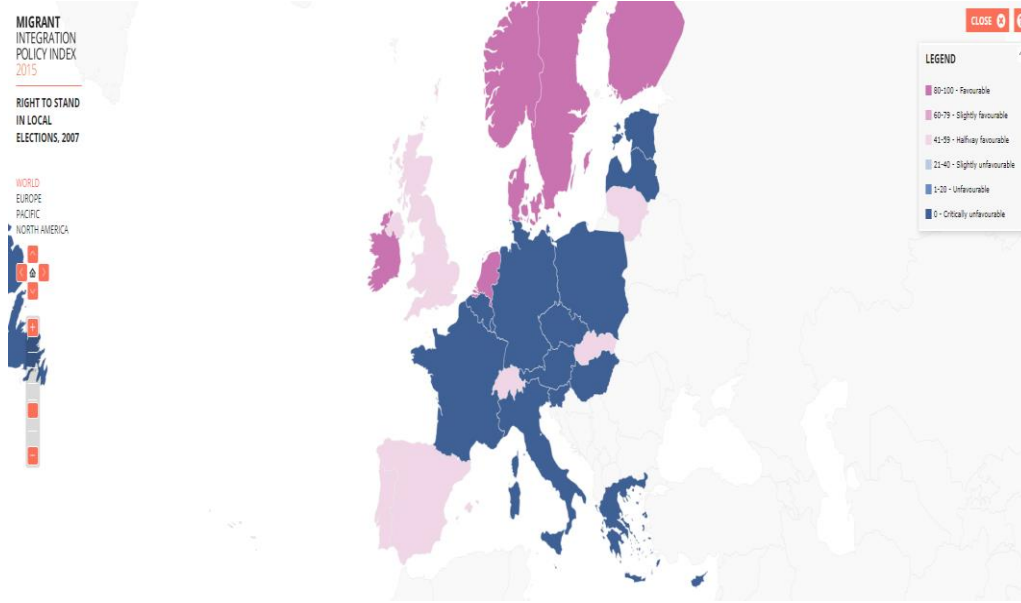 MIGRANT
INTEGRATION
POLICY INDEX
2015
RIGHT TO STAND
IN LOCAL
ELECTIONS, 2007
WORLD
EUROPE
PACIFIC
NORTH AMERICA
CLOSE
LEGEND
80-100 - Favourable
60-79 - Slightly favourable
41-59 - Halfway favourable
21-40 - Slightly unfavourable
1-20 - Unfavourable
0 - Critically unfavourable